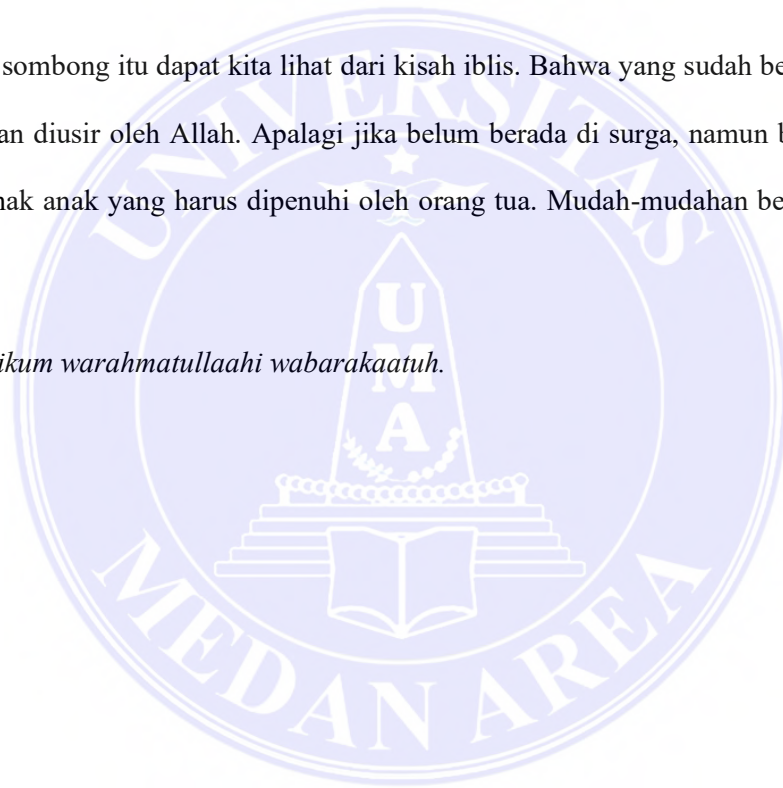 sombong itu dapat kita lihat dari kisah iblis. Bahwa yang sudah be
an diusir oleh Allah. Apalagi jika belum berada di surga, namun b
nak anak yang harus dipenuhi oleh orang tua. Mudah-mudahan be
ikum warahmatullaahi wabarakaatuh.
UNIVERSITAS
UMA
MEDAN AREA